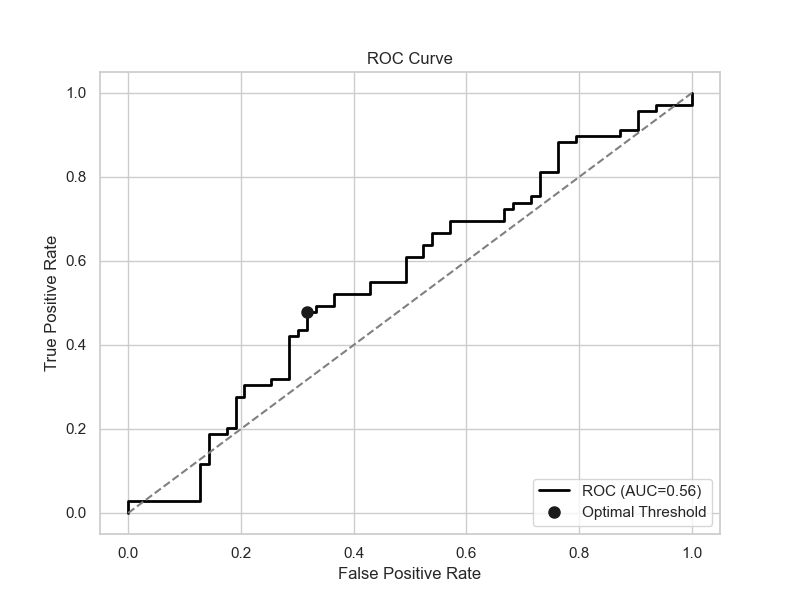 ROC Curve
True Positive Rate
1.0
0.8
0.6
0.4
0.2
0.0
ROC (AUC=0.56)
Optimal Threshold
0.0 0.2 0.4 0.6 0.8 1.0
False Positive Rate